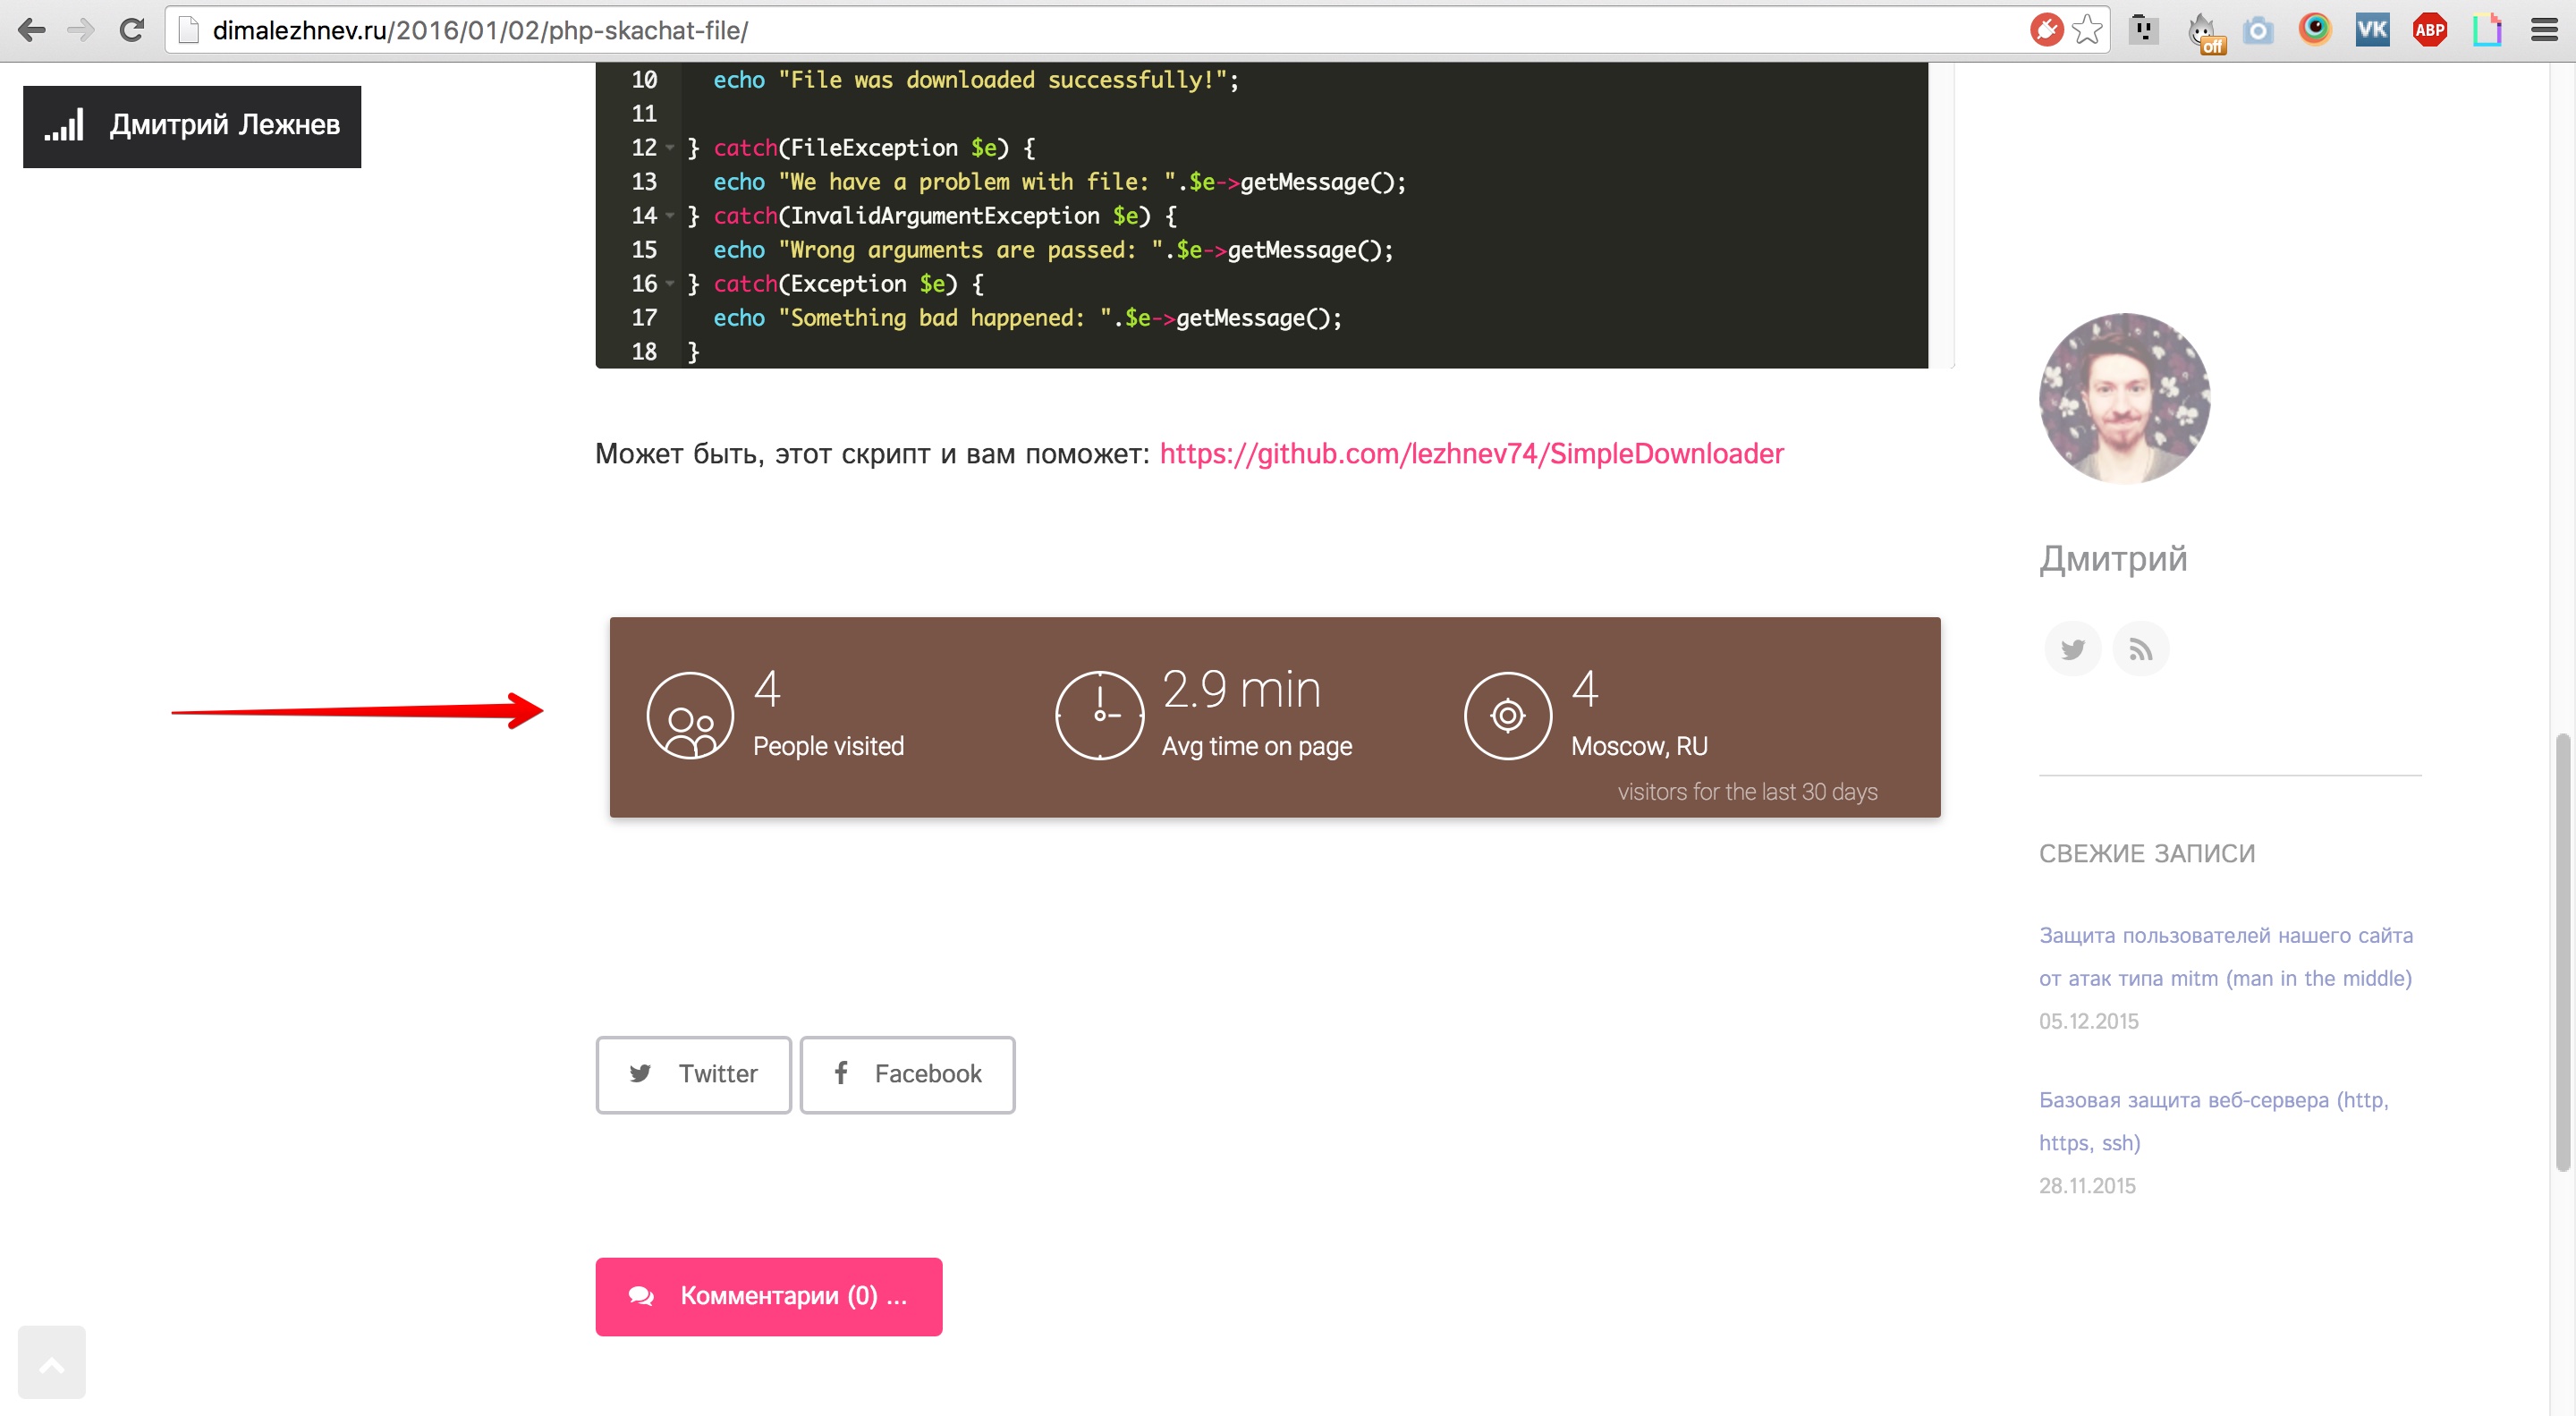 dimalezhnev.ru/2016/01/02/php-skachat-file/
off
VK
ABP
Дмитрий Лежнев
10 echo "File was downloaded successfully!";
11
12 } catch(FileException $e) {
13 echo "We have a problem with file: ".$e->getMessage();
14 } catch(InvalidArgumentException $e) {
15 echo "Wrong arguments are passed: ".$e->getMessage();
16 } catch(Exception $e) {
17 echo "Something bad happened: ".$e->getMessage();
18 }
Может быть, этот скрипт и вам поможет: https://github.com/lezhnev74/SimpleDownloader
4
People visited
2.9 min
Avg time on page
4
Moscow, RU
visitors for the last 30 days
Twitter
Facebook
Комментарии (0) ...
Дмитрий
СВЕЖИЕ ЗАПИСИ
Защита пользователей нашего сайта
от атак типа mitm (man in the middle)
05.12.2015
Базовая защита веб-сервера (http,
https, ssh)
28.11.2015